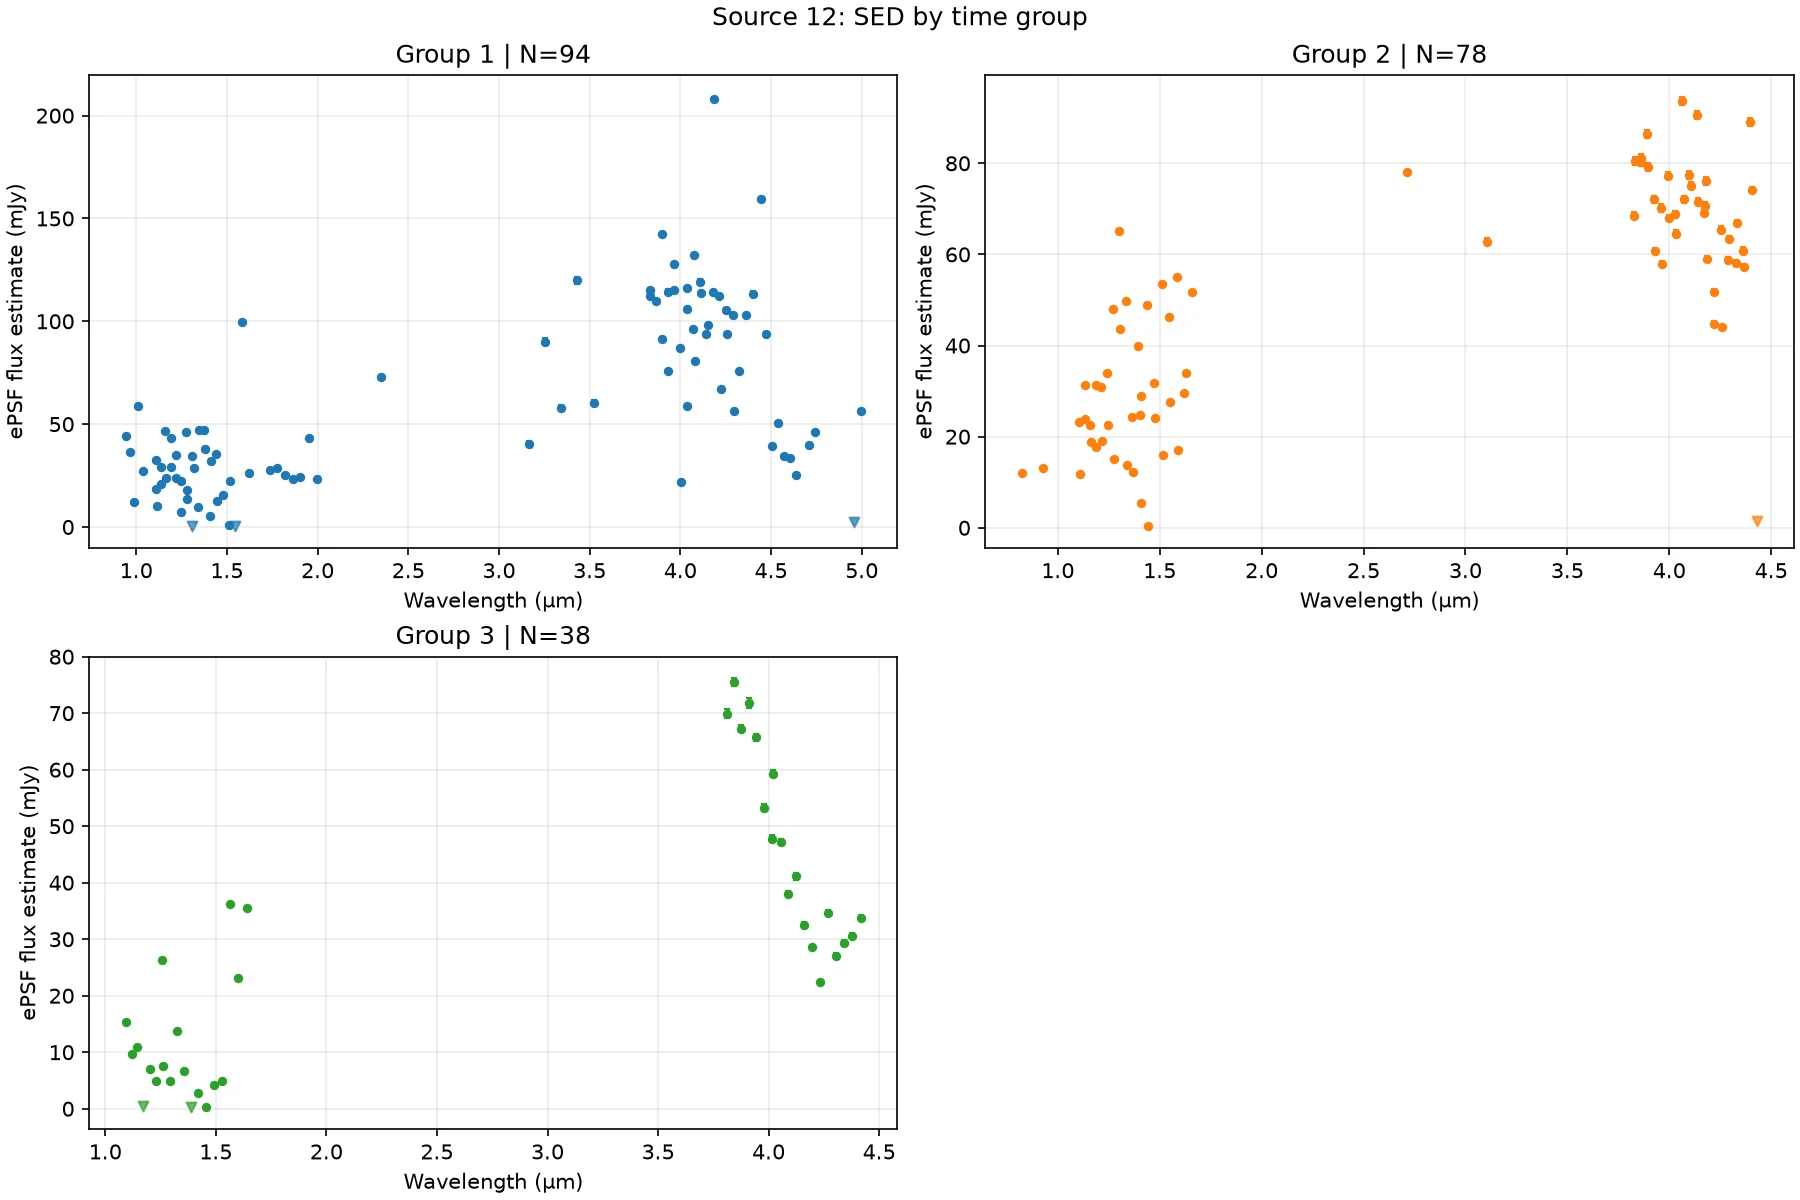 Source 12: SED by time group
Group 1 | N=94
ePSF flux estimate (mJy)
200
150
100
50
0
1.0 1.5 2.0 2.5 3.0 3.5 4.0 4.5 5.0
Wavelength (μm)
Group 2 | N=78
ePSF flux estimate (mJy)
80
60
40
20
0
1.0 1.5 2.0 2.5 3.0 3.5 4.0 4.5
Wavelength (μm)
Group 3 | N=38
ePSF flux estimate (mJy)
80
70
60
50
40
30
20
10
0
1.0 1.5 2.0 2.5 3.0 3.5 4.0 4.5
Wavelength (μm)